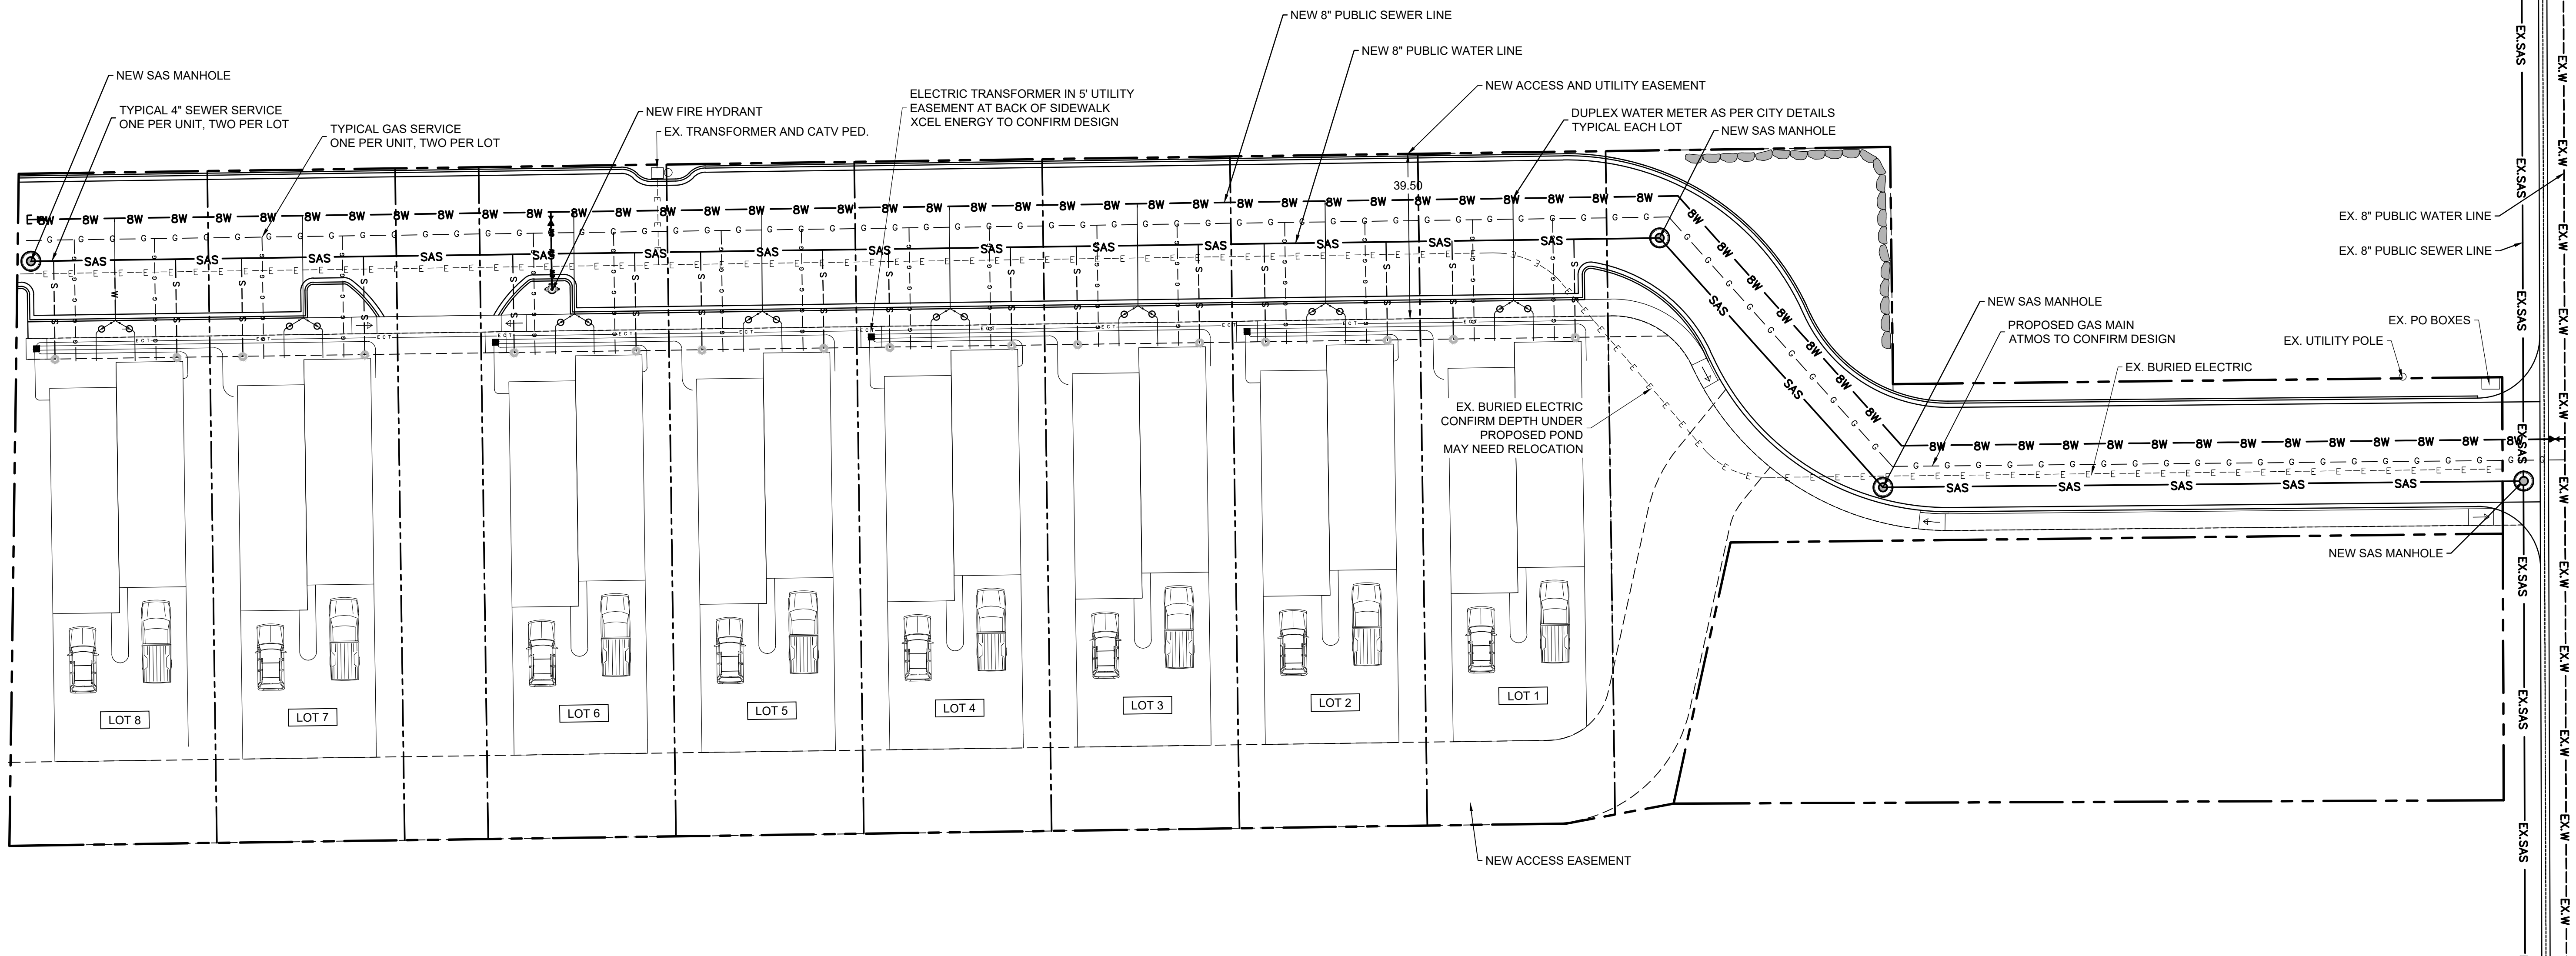 NEW 8" PUBLIC SEWER LINE
NEW 8" PUBLIC WATER LINE
NEW SAS MANHOLE
TYPICAL 4" SEWER SERVICE
ONE PER UNIT, TWO PER LOT
TYPICAL GAS SERVICE
ONE PER UNIT, TWO PER LOT
NEW FIRE HYDRANT
EX. TRANSFORMER AND CATV PED.
ELECTRIC TRANSFORMER IN 5' UTILITY
EASEMENT AT BACK OF SIDEWALK
XCEL ENERGY TO CONFIRM DESIGN
NEW ACCESS AND UTILITY EASEMENT
DUPLEX WATER METER AS PER CITY DETAILS
TYPICAL EACH LOT
NEW SAS MANHOLE
39.50
EX. 8" PUBLIC WATER LINE
EX. 8" PUBLIC SEWER LINE
NEW SAS MANHOLE
PROPOSED GAS MAIN
ATMOS TO CONFIRM DESIGN
EX. PO BOXES
EX. UTILITY POLE
EX. BURIED ELECTRIC
EX. BURIED ELECTRIC
CONFIRM DEPTH UNDER
PROPOSED POND
MAY NEED RELOCATION
NEW SAS MANHOLE
8W
SAS
G
E
S
W
ECT
EX.SAS
EX.W
LOT 8
LOT 7
LOT 6
LOT 5
LOT 4
LOT 3
LOT 2
LOT 1
NEW ACCESS EASEMENT